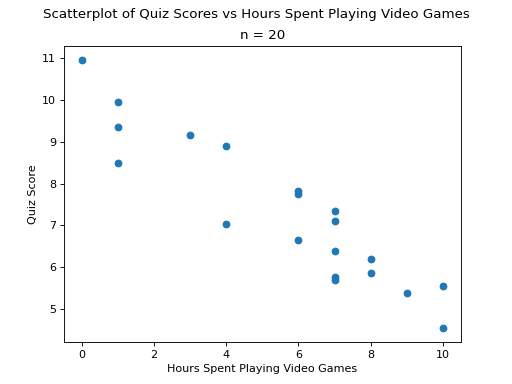 Scatterplot of Quiz Scores vs Hours Spent Playing Video Games
n = 20
11
10
9
8
7
6
5
Quiz Score
0 2 4 6 8 10
Hours Spent Playing Video Games